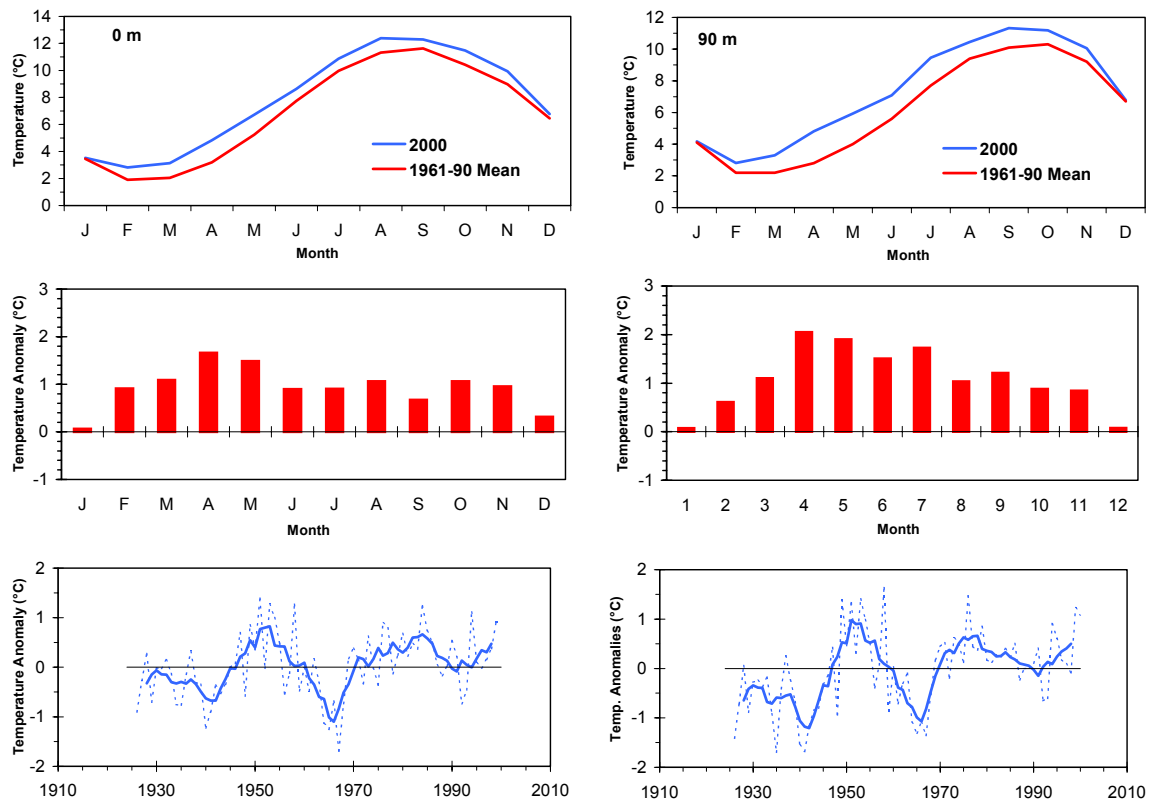 0 m
Temperature (°C)
14
12
10
8
6
4
2
0
2000
1961-90 Mean
J F M A M J J A S O N D
Month
90 m
Temperature (°C)
12
10
8
6
4
2
0
2000
1961-90 Mean
J F M A M J J A S O N D
Month
Temperature Anomaly (°C)
3
2
1
0
-1
J F M A M J J A S O N D
Month
Temperature Anomaly (°C)
3
2
1
0
-1
1 2 3 4 5 6 7 8 9 10 11 12
Month
Temperature Anomaly (°C)
2
1
0
-1
-2
1910 1930 1950 1970 1990 2010
Temp. Anomalies (°C)
2
1
0
-1
-2
1910 1930 1950 1970 1990 2010